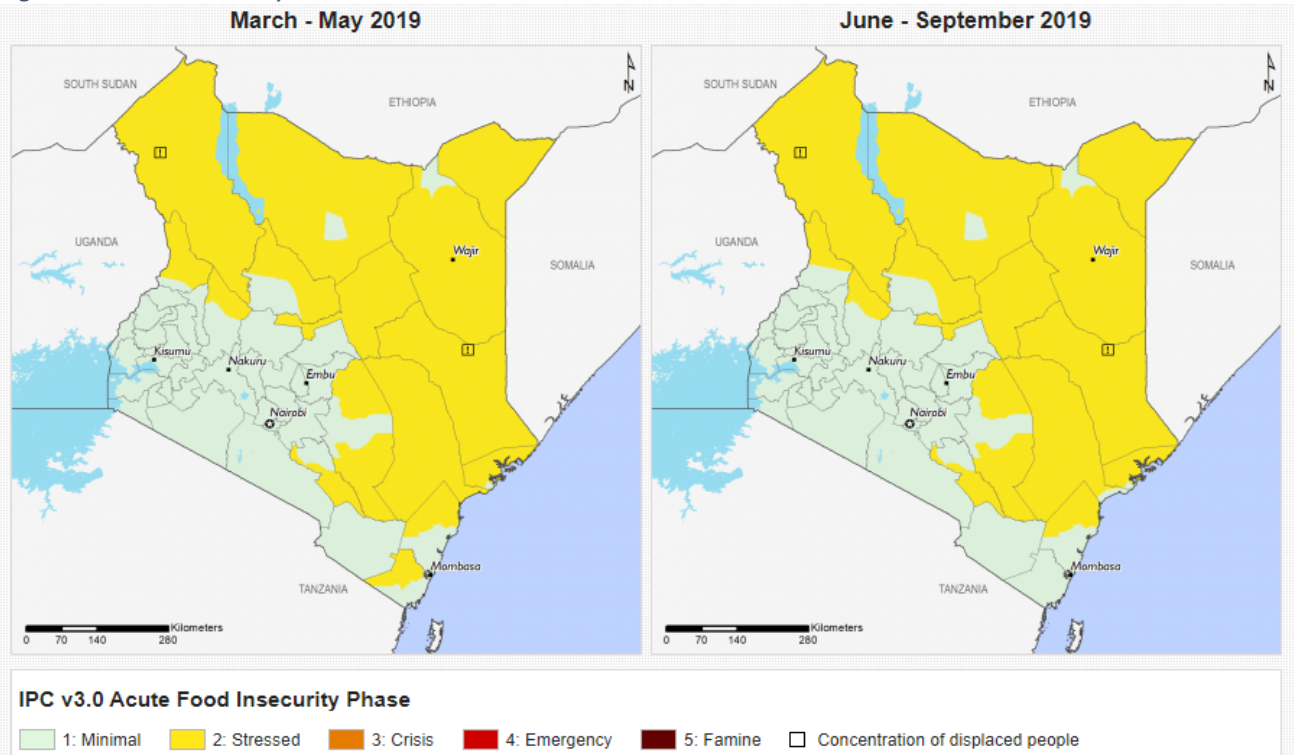 March - May 2019
June - September 2019
SOUTH SUDAN
ETHIOPIA
N
UGANDA
Wajir
SOMALIA
Kisumu
Nakuru
Embu
Nairobi
Mombasa
TANZANIA
Kilometers
0 70 140 280
SOUTH SUDAN
ETHIOPIA
N
UGANDA
Wajir
SOMALIA
Kisumu
Nakuru
Embu
Nairobi
Mombasa
TANZANIA
Kilometers
0 70 140 280
IPC v3.0 Acute Food Insecurity Phase
1: Minimal 2: Stressed 3: Crisis 4: Emergency 5: Famine Concentration of displaced people